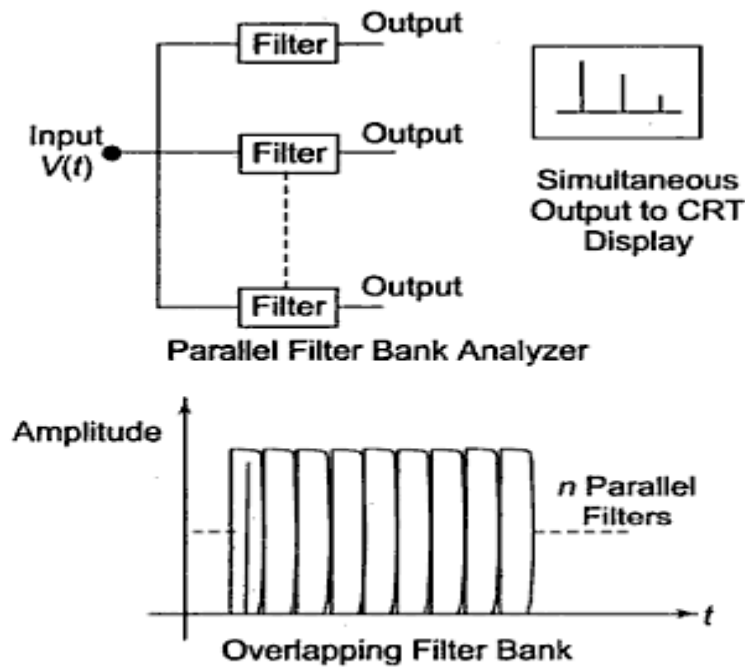 Filter
Output
Input
V(t)
Filter
Output
Simultaneous
Output to CRT
Display
Filter
Output
Parallel Filter Bank Analyzer
Amplitude
n Parallel
Filters
t
Overlapping Filter Bank